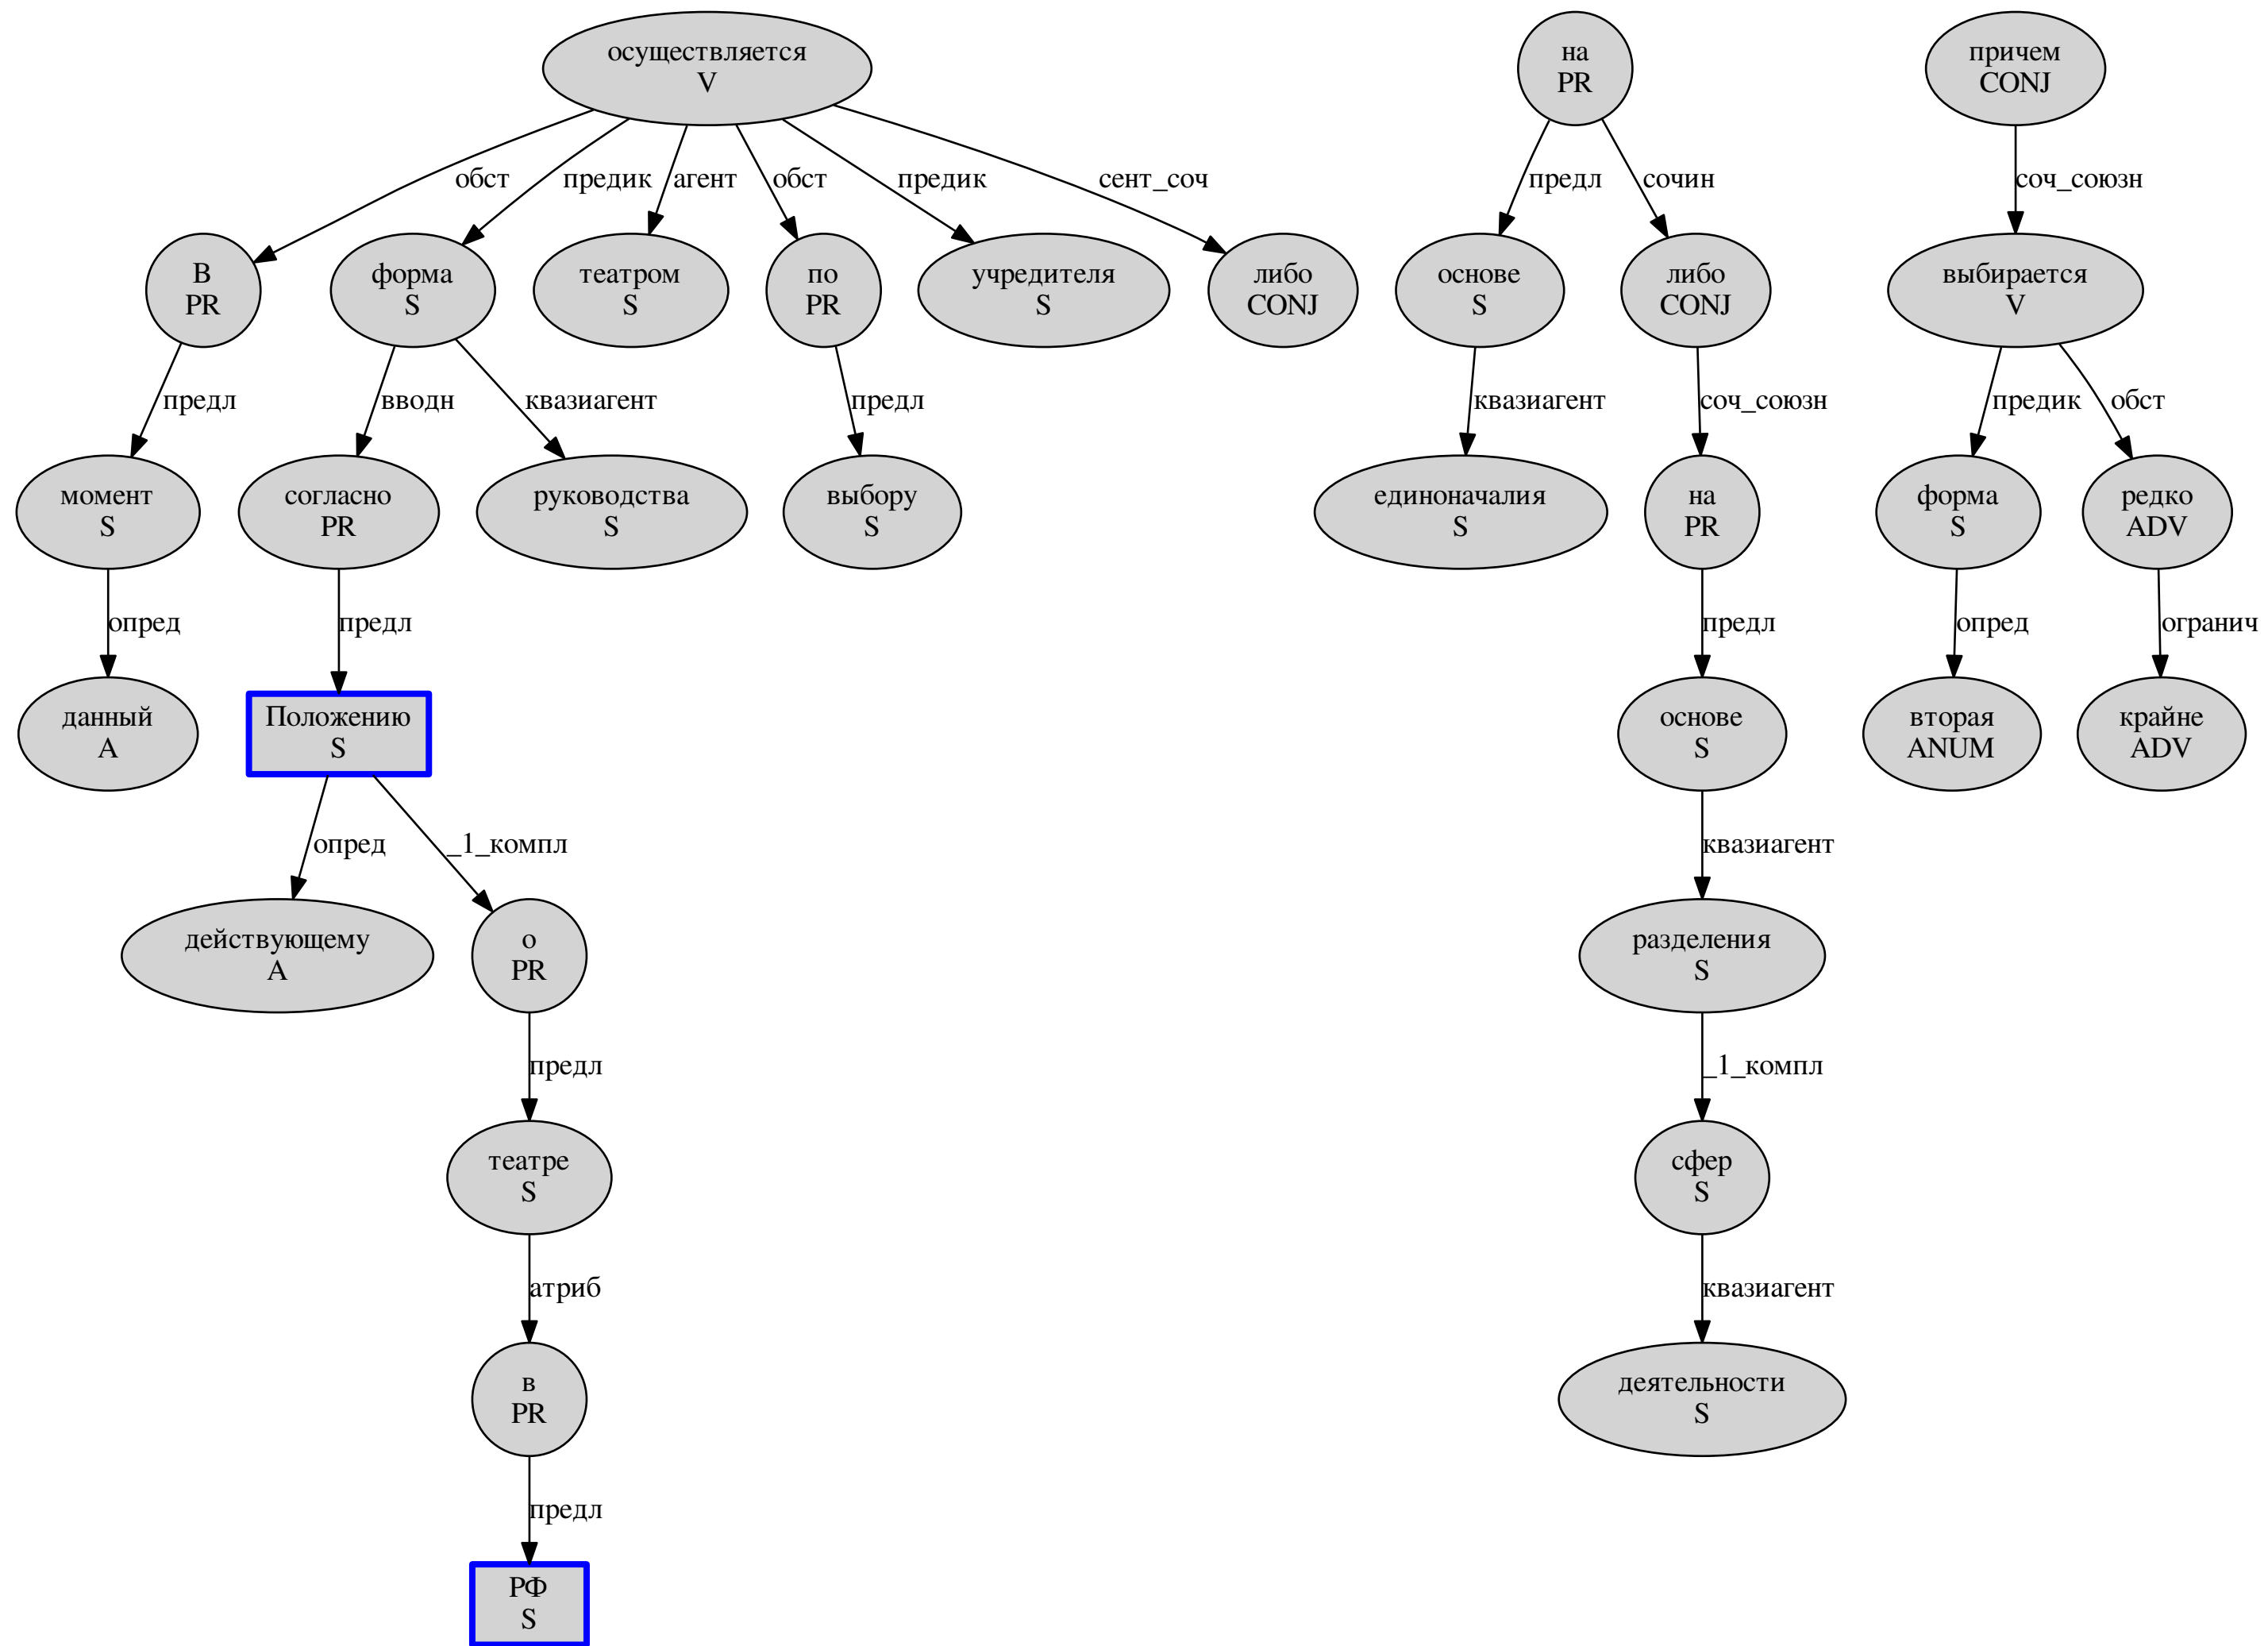 осуществляется
V
на
PR
причем
CONJ
обст
предик
агент
обст
предик
сент_соч
предл
сочин
соч_союзн
В
PR
форма
S
театром
S
по
PR
учредителя
S
либо
CONJ
основе
S
либо
CONJ
выбирается
V
предл
вводн
квазиагент
предл
квазиагент
соч_союзн
предик
обст
момент
S
согласно
PR
руководства
S
выбору
S
единоначалия
S
на
PR
форма
S
редко
ADV
опред
предл
предл
опред
огранич
данный
A
Положению
S
основе
S
вторая
ANUM
крайне
ADV
опред
_1_компл
квазиагент
действующему
A
о
PR
разделения
S
предл
_1_компл
театре
S
сфер
S
атриб
квазиагент
в
PR
деятельности
S
предл
РФ
S